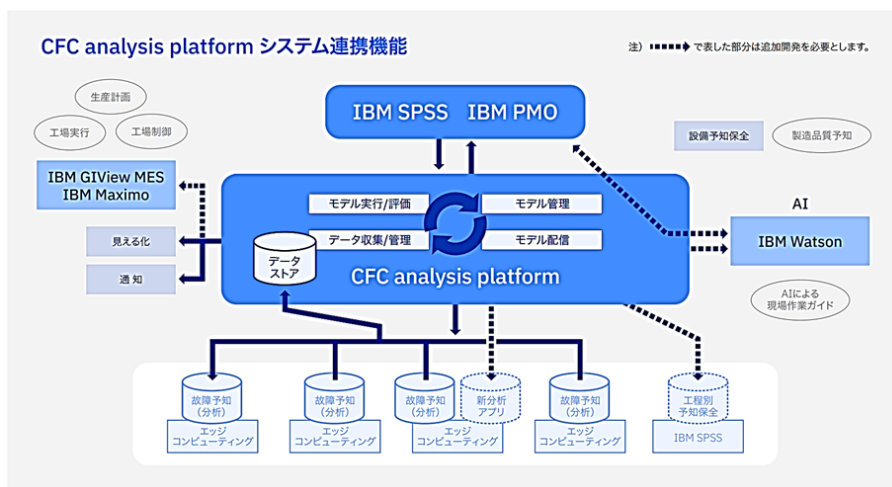 CFC analysis platform システム連携機能
注） で表した部分は追加開発を必要とします。
生産計画
工場実行
工場制御
IBM SPSS IBM PMO
設備予知保全
製造品質予知
IBM GIView MES
IBM Maximo
見える化
通知
モデル実行/評価
モデル管理
データ収集/管理
モデル配信
データ
ストア
CFC analysis platform
AI
IBM Watson
AIによる
現場作業ガイド
故障予知
(分析)
エッジ
コンピューティング
故障予知
(分析)
エッジ
コンピューティング
故障予知
(分析)
新分析
アプリ
エッジ
コンピューティング
故障予知
(分析)
エッジ
コンピューティング
工程別
予知保全
IBM SPSS